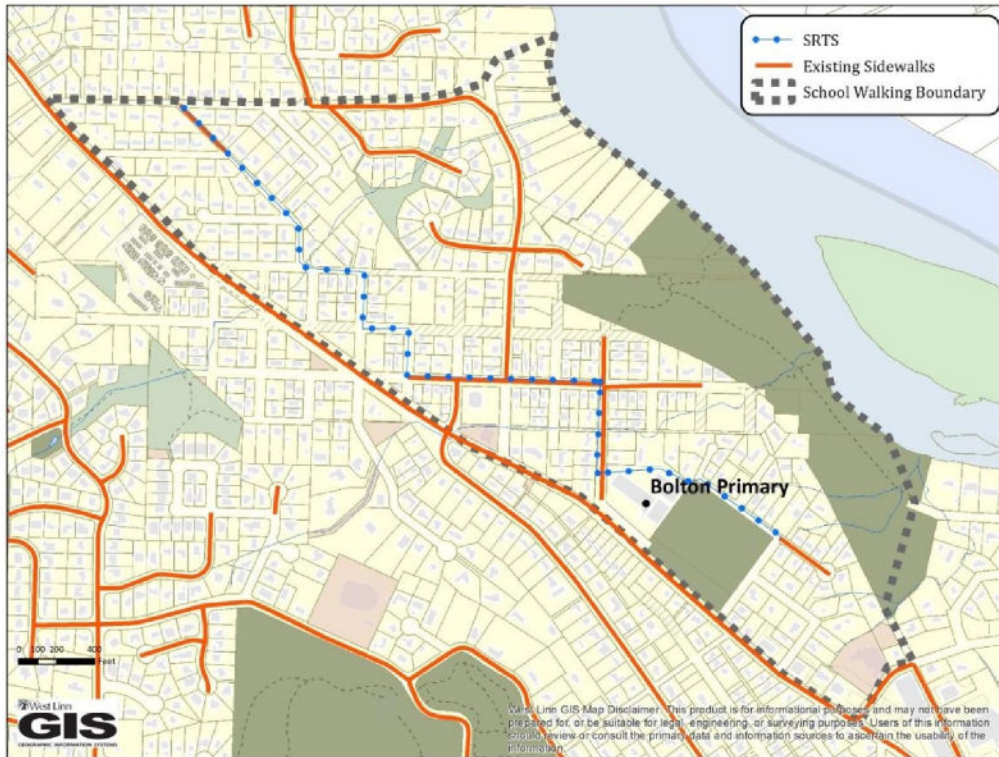 SRTS
Existing Sidewalks
School Walking Boundary
Bolton Primary
0 100 200 400
Feet
West Linn
GIS
GEOGRAPHIC INFORMATION SYSTEMS
West Linn GIS Map Disclaimer: This product is for informational purposes and may not have been
prepared for, or be suitable for legal, engineering, or surveying purposes. Users of this information
should review or consult the primary data and information sources to ascertain the usability of the
information.